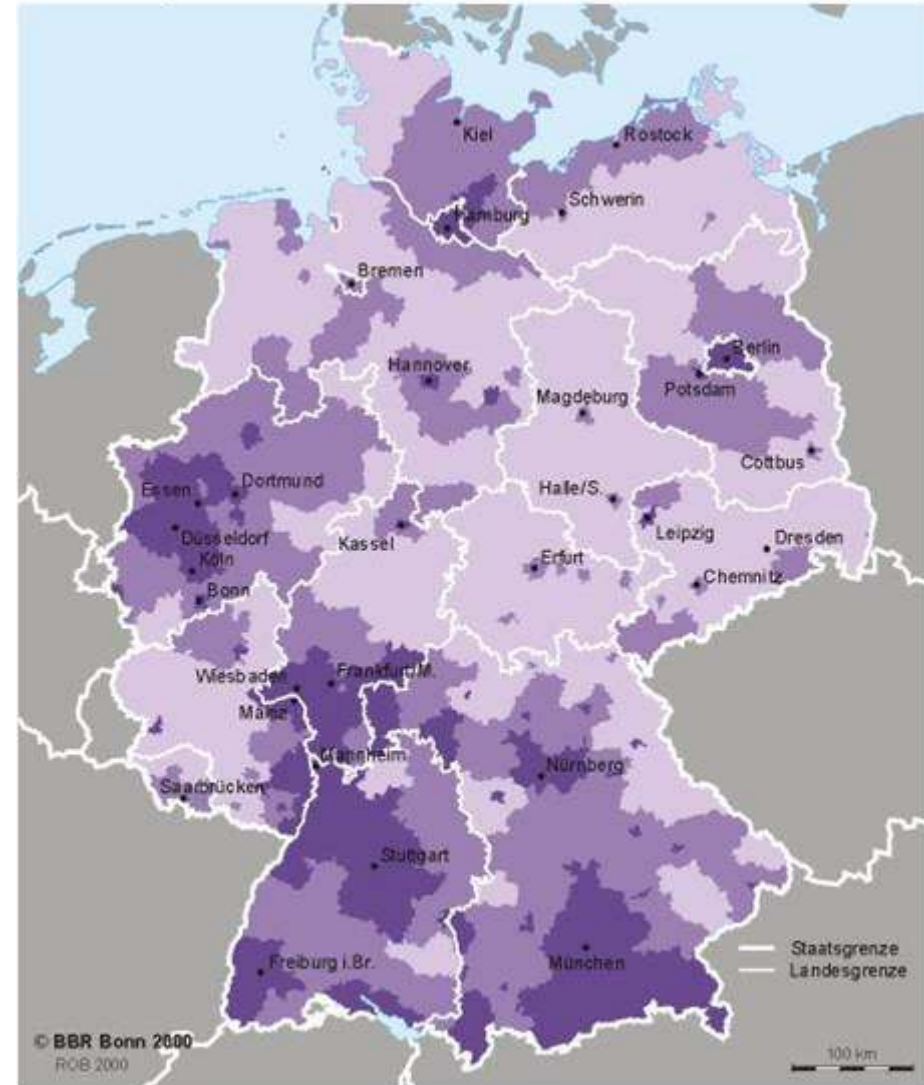 Kiel
Rostock
Schwerin
Hamburg
Bremen
Berlin
Hannover
Potsdam
Magdeburg
Cottbus
Dortmund
Essen
Halle/S.
Düsseldorf
Leipzig
Dresden
Kassel
Köln
Erfurt
Chemnitz
Bonn
Wiesbaden
Frankfurt/M.
Mainz
Mannheim
Nürnberg
Saarbrücken
Stuttgart
Staatsgrenze
München
Freiburg i.Br.
Landesgrenze
© BBR Bonn 2000
ROB 2000
100 km